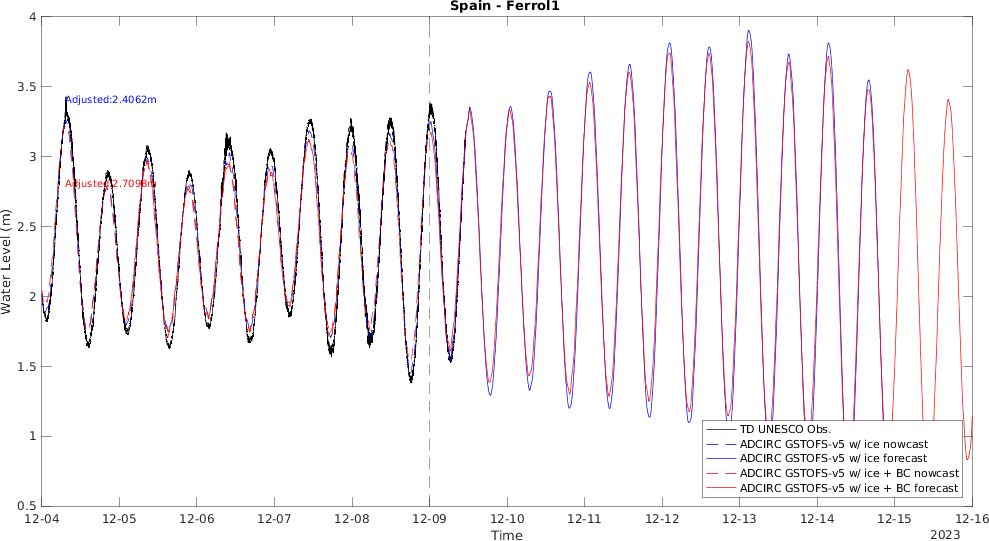 Spain - Ferrol1
4
3.5
3
2.5
2
1.5
1
0.5
Water Level (m)
Adjusted:2.4062m
Adjusted:2.7098m
TD UNESCO Obs.
ADCIRC GSTOFS-v5 w/ ice nowcast
ADCIRC GSTOFS-v5 w/ ice forecast
ADCIRC GSTOFS-v5 w/ ice + BC nowcast
ADCIRC GSTOFS-v5 w/ ice + BC forecast
12-04 12-05 12-06 12-07 12-08 12-09 12-10 12-11 12-12 12-13 12-14 12-15 12-16
Time
2023